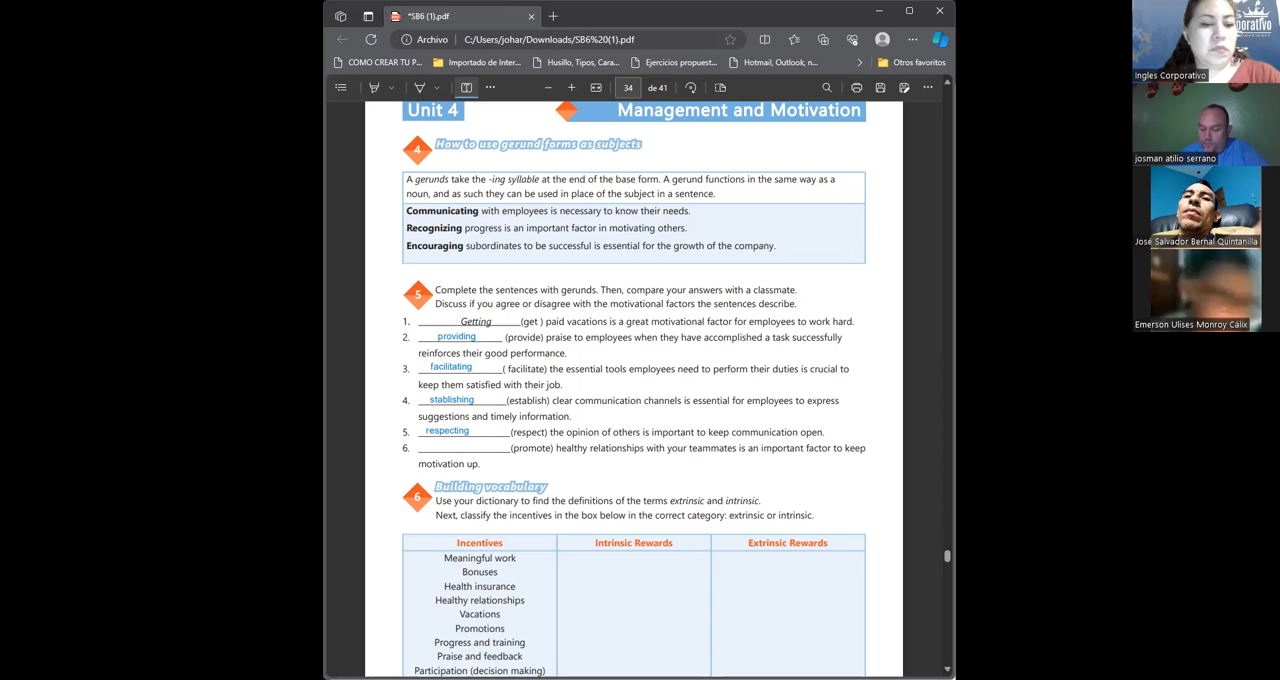 *SB6 (1).pdf
Archivo C:/Users/johar/Downloads/SB6%20(1).pdf
COMO CREAR TU P... Importado de Inter... Husillo, Tipos, Cara... Ejercicios propuest... Hotmail, Outlook, n... Otros favoritos
34 de 41
Unit 4 Management and Motivation
4 How to use gerund forms as subjects
A gerunds take the -ing syllable at the end of the base form. A gerund functions in the same way as a
noun, and as such they can be used in place of the subject in a sentence.
Communicating with employees is necessary to know their needs.
Recognizing progress is an important factor in motivating others.
Encouraging subordinates to be successful is essential for the growth of the company.
5 Complete the sentences with gerunds. Then, compare your answers with a classmate.
Discuss if you agree or disagree with the motivational factors the sentences describe.
1. ________Getting_____(get ) paid vacations is a great motivational factor for employees to work hard.
2. providing (provide) praise to employees when they have accomplished a task successfully
reinforces their good performance.
3. facilitating ( facilitate) the essential tools employees need to perform their duties is crucial to
keep them satisfied with their job.
4. stablishing (establish) clear communication channels is essential for employees to express
suggestions and timely information.
5. respecting (respect) the opinion of others is important to keep communication open.
6. __________________(promote) healthy relationships with your teammates is an important factor to keep
motivation up.
6 Building vocabulary
Use your dictionary to find the definitions of the terms extrinsic and intrinsic.
Next, classify the incentives in the box below in the correct category: extrinsic or intrinsic.
Incentives Intrinsic Rewards Extrinsic Rewards
Meaningful work
Bonuses
Health insurance
Healthy relationships
Vacations
Promotions
Progress and training
Praise and feedback
Participation (decision making)
Ingles Corporativo
josman atilio serrano
José Salvador Bernal Quintanilla
Emerson Ulises Monroy Cálix